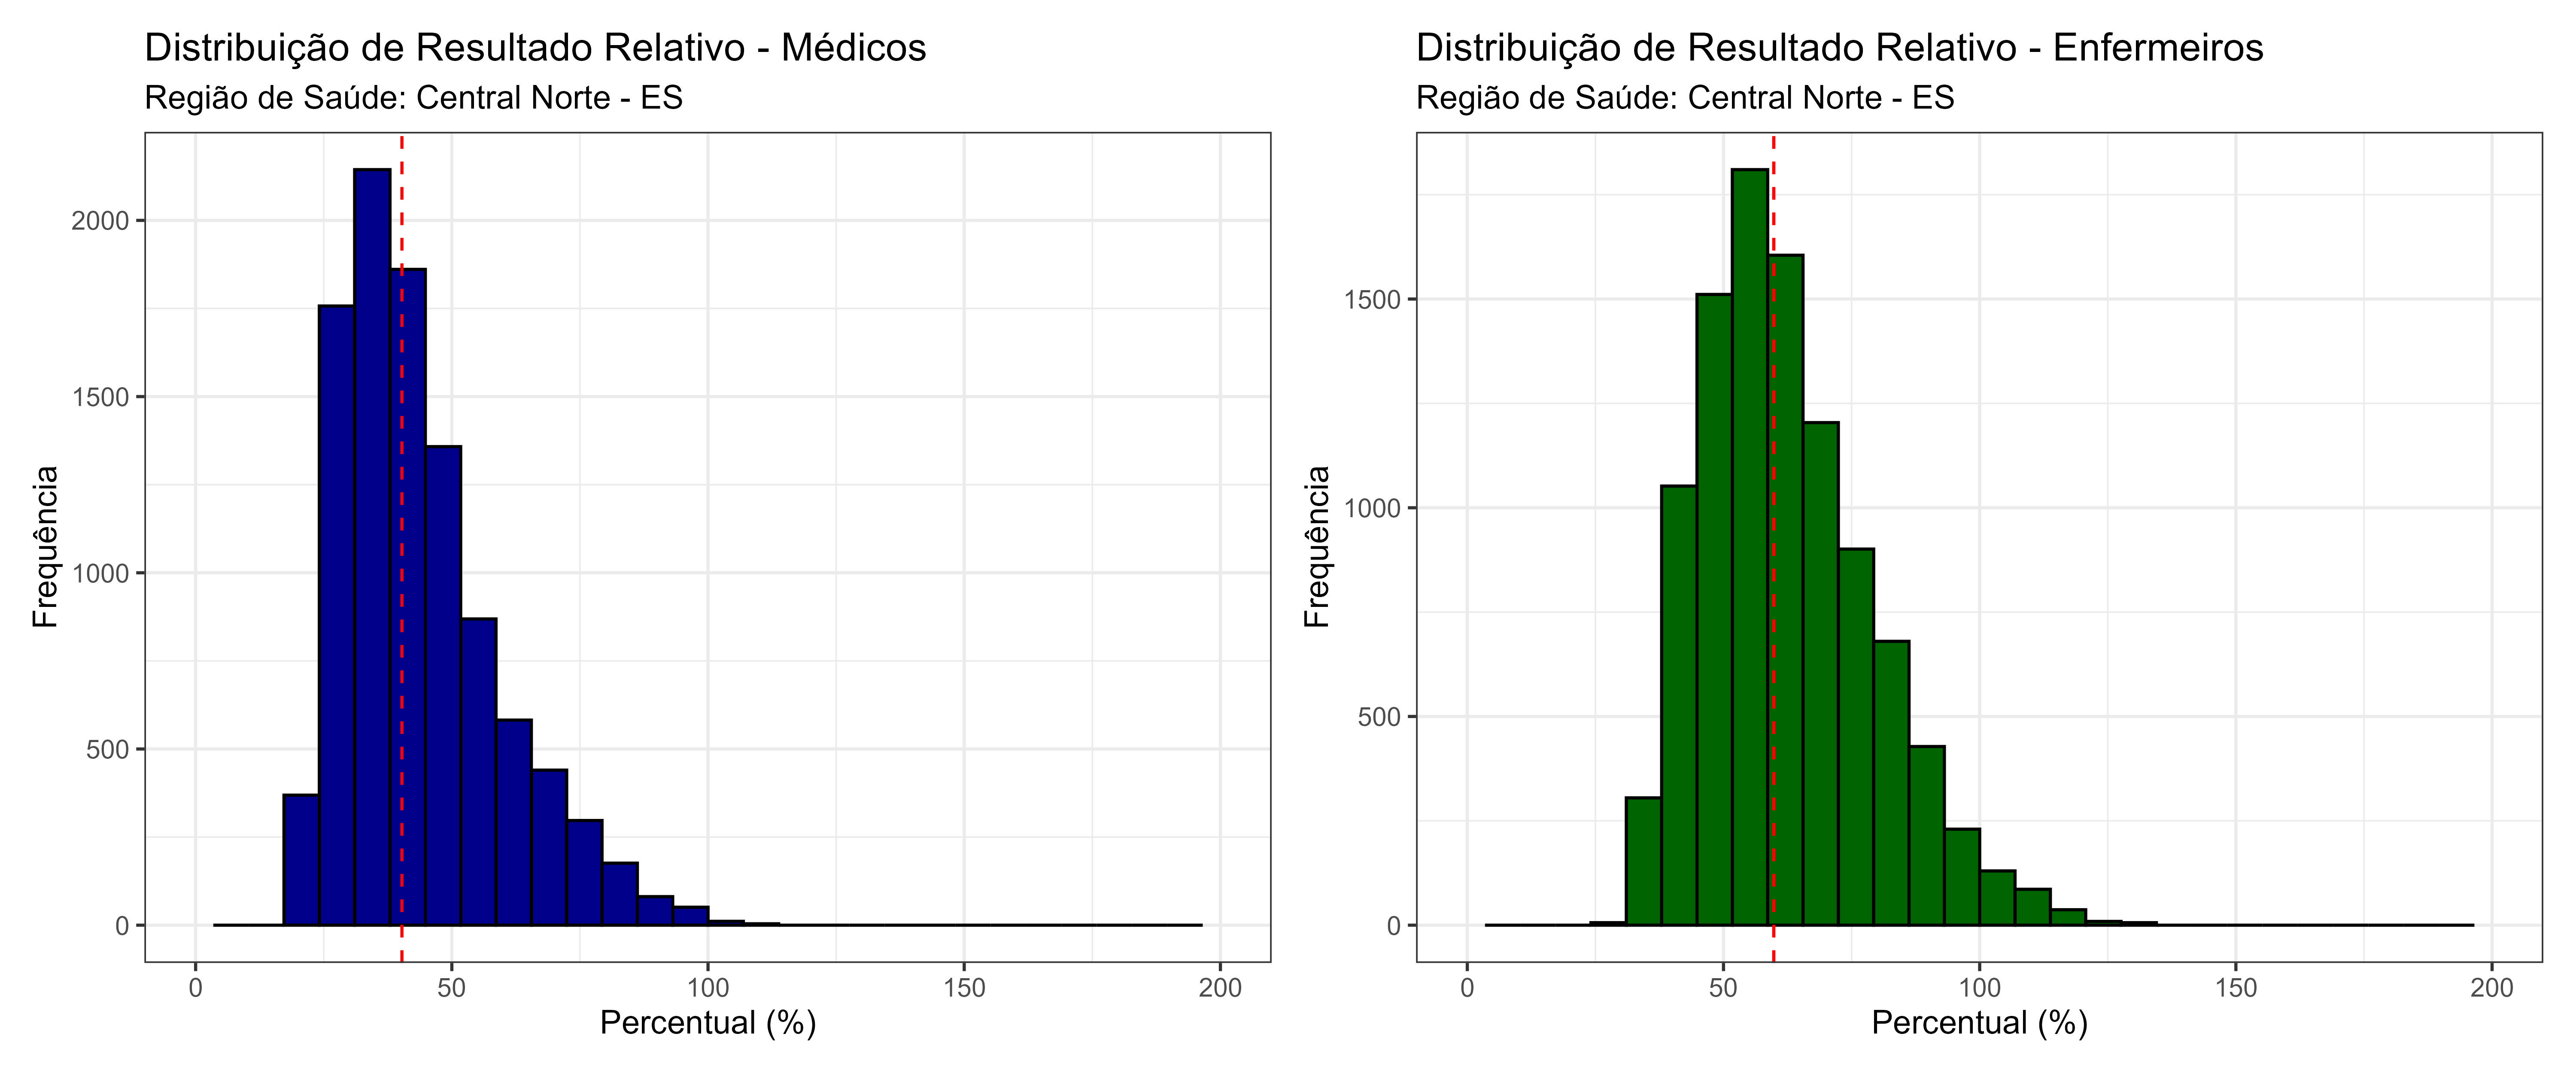 Distribuição de Resultado Relativo - Médicos
Região de Saúde: Central Norte - ES
Frequência
2000
1500
1000
500
0
0 50 100 150 200
Percentual (%)
Distribuição de Resultado Relativo - Enfermeiros
Região de Saúde: Central Norte - ES
Frequência
1500
1000
500
0
0 50 100 150 200
Percentual (%)